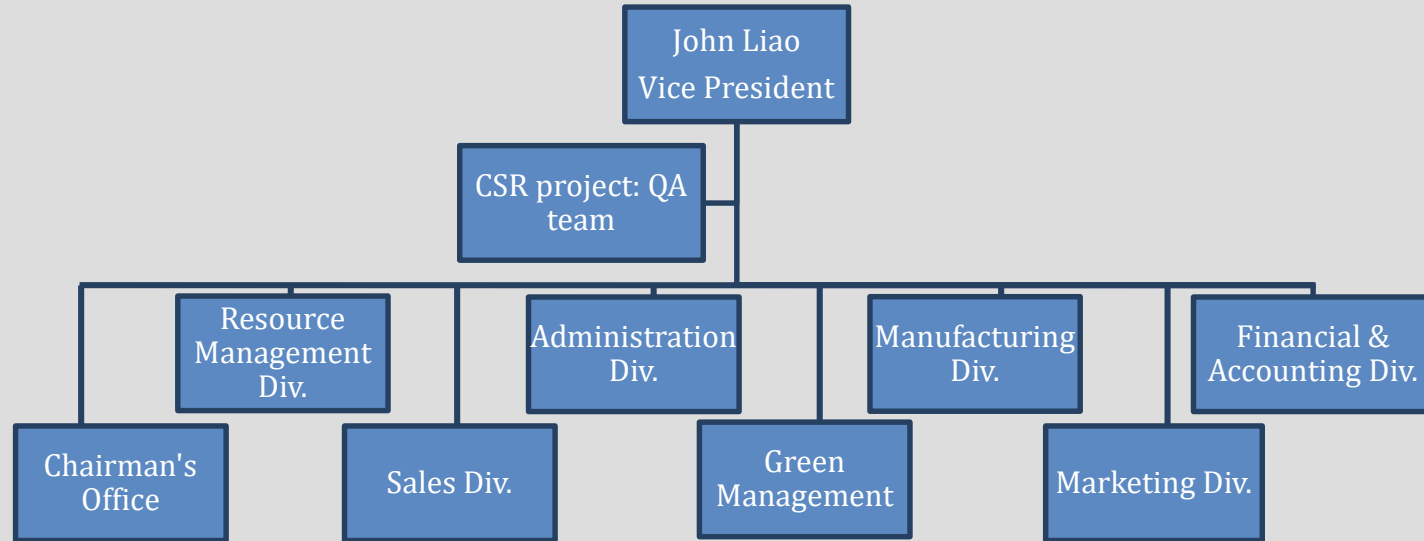 John Liao
Vice President
CSR project: QA
team
Resource
Management
Div.
Administration
Div.
Manufacturing
Div.
Financial &
Accounting Div.
Chairman's
Office
Sales Div.
Green
Management
Marketing Div.